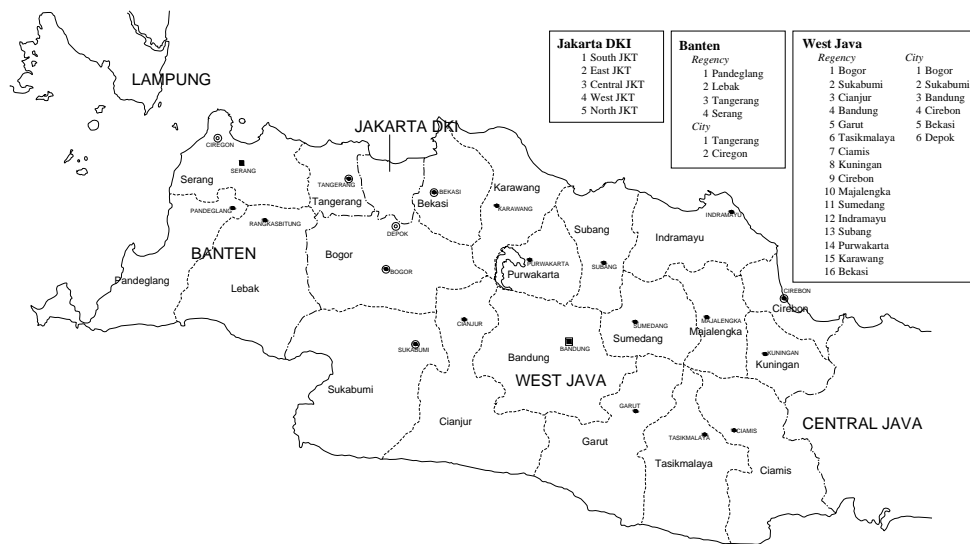 Jakarta DKI
1 South JKT
2 East JKT
3 Central JKT
4 West JKT
5 North JKT
Banten
Regency
1 Pandeglang
2 Lebak
3 Tangerang
4 Serang
City
1 Tangerang
2 Ciregon
West Java
Regency
1 Bogor
2 Sukabumi
3 Cianjur
4 Bandung
5 Garut
6 Tasikmalaya
7 Ciamis
8 Kuningan
9 Cirebon
10 Majalengka
11 Sumedang
12 Indramayu
13 Subang
14 Purwakarta
15 Karawang
16 Bekasi
City
1 Bogor
2 Sukabumi
3 Bandung
4 Cirebon
5 Bekasi
6 Depok
LAMPUNG
JAKARTA DKI
CIREGON
SERANG
Serang
TANGERANG
Tangerang
BEKASI
Bekasi
Karawang
KARAWANG
PANDEGLANG
RANGKASBITUNG
INDRAMAYU
DEPOK
Subang
Indramayu
BANTEN
Bogor
BOGOR
PURWAKARTA
Purwakarta
SUBANG
Pandeglang
Lebak
CIREBON
Cirebon
CIANJUR
SUMEDANG
Sumedang
MAJALENGKA
Majalengka
SUKABUMI
Bandung
BANDUNG
KUNINGAN
Kuningan
WEST JAVA
Sukabumi
GARUT
Cianjur
CENTRAL JAVA
Garut
TASIKMALAYA
CIAMIS
Tasikmalaya
Ciamis